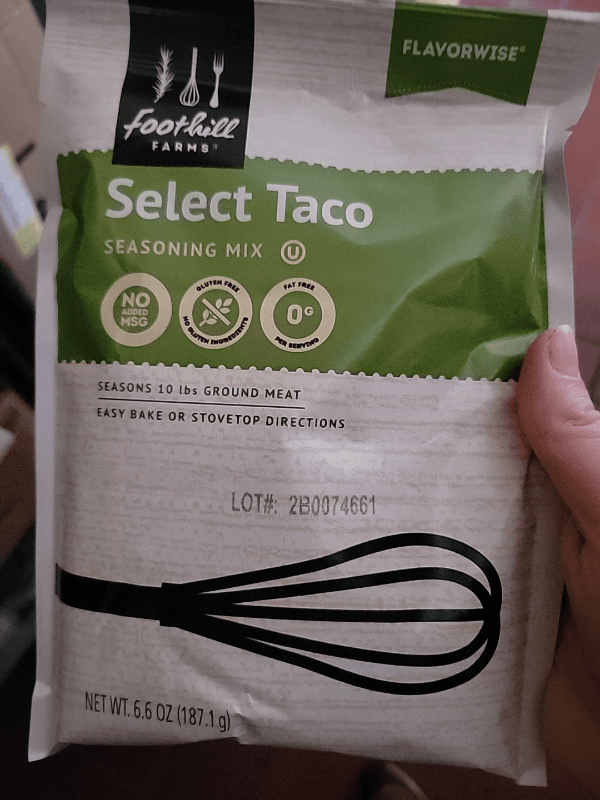 FLAVORWISE®
foothill
FARMS®
Select Taco
SEASONING MIX U
NO
ADDED
MSG
GLUTEN FREE
NO GLUTEN INGREDIENTS
FAT FREE
0G
PER SERVING
SEASONS 10 lbs GROUND MEAT
EASY BAKE OR STOVETOP DIRECTIONS
LOT#: 2B0074661
NET WT. 6.6 OZ (187.1 g)